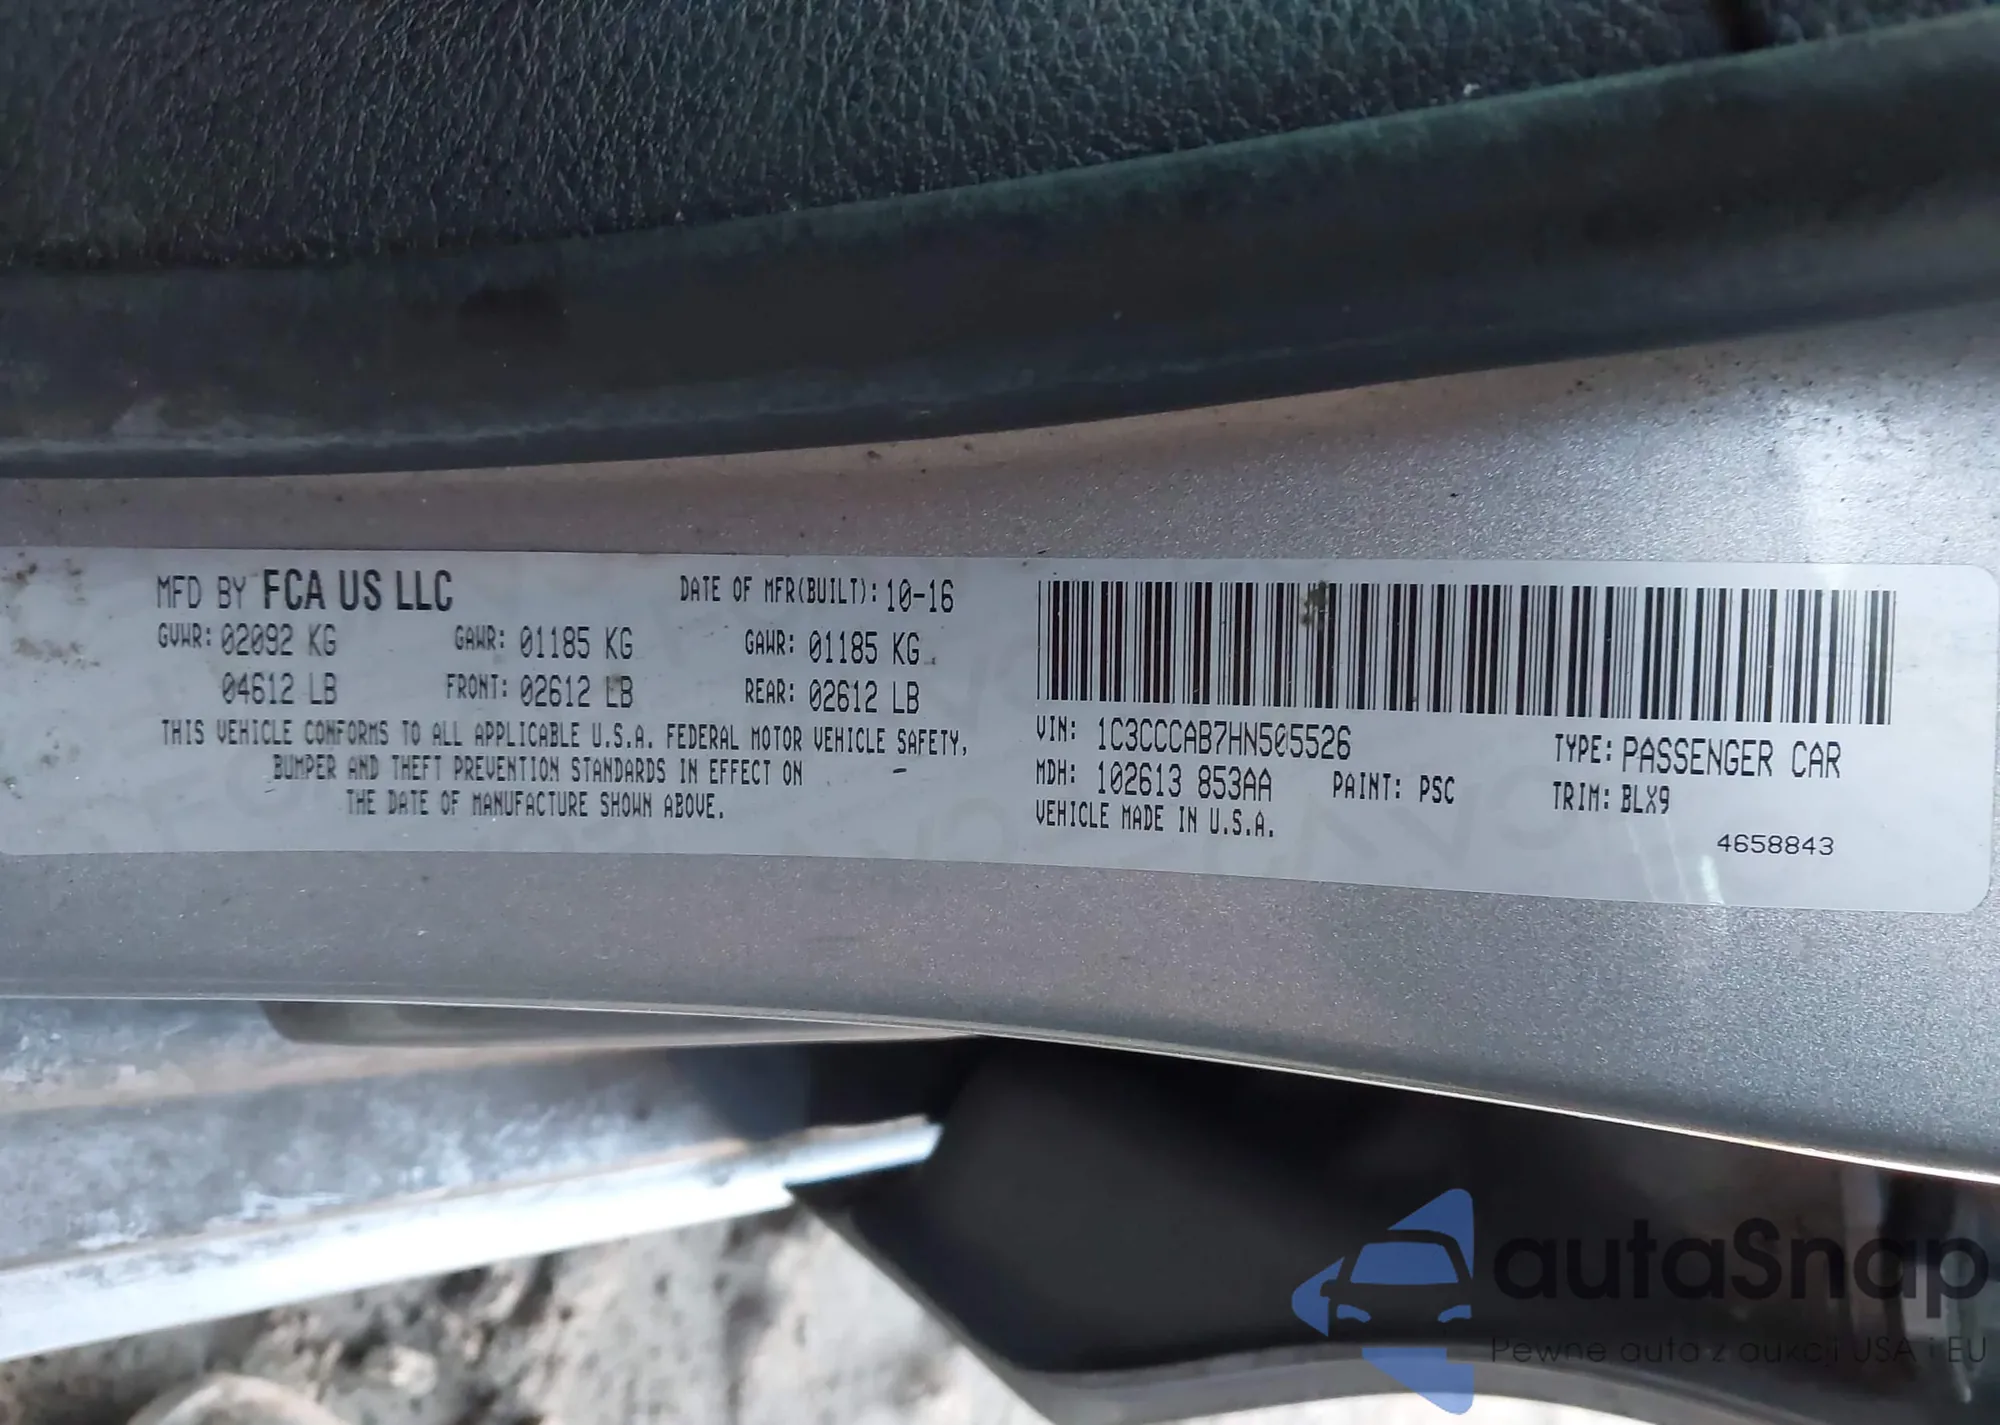 MFD BY FCA US LLC DATE OF MFR(BUILT): 10-16
GVWR: 02092 KG GAWR: 01185 KG GAWR: 01185 KG
04612 LB FRONT: 02612 LB REAR: 02612 LB
THIS VEHICLE CONFORMS TO ALL APPLICABLE U.S.A. FEDERAL MOTOR VEHICLE SAFETY,
BUMPER AND THEFT PREVENTION STANDARDS IN EFFECT ON
THE DATE OF MANUFACTURE SHOWN ABOVE.
VIN: 1C3CCCAB7HN505526 TYPE: PASSENGER CAR
MDH: 102613 853AA PAINT: PSC TRIM: BLX9
VEHICLE MADE IN U.S.A.
4658843
autaSnap
Pewne auta z aukcji USA i EU